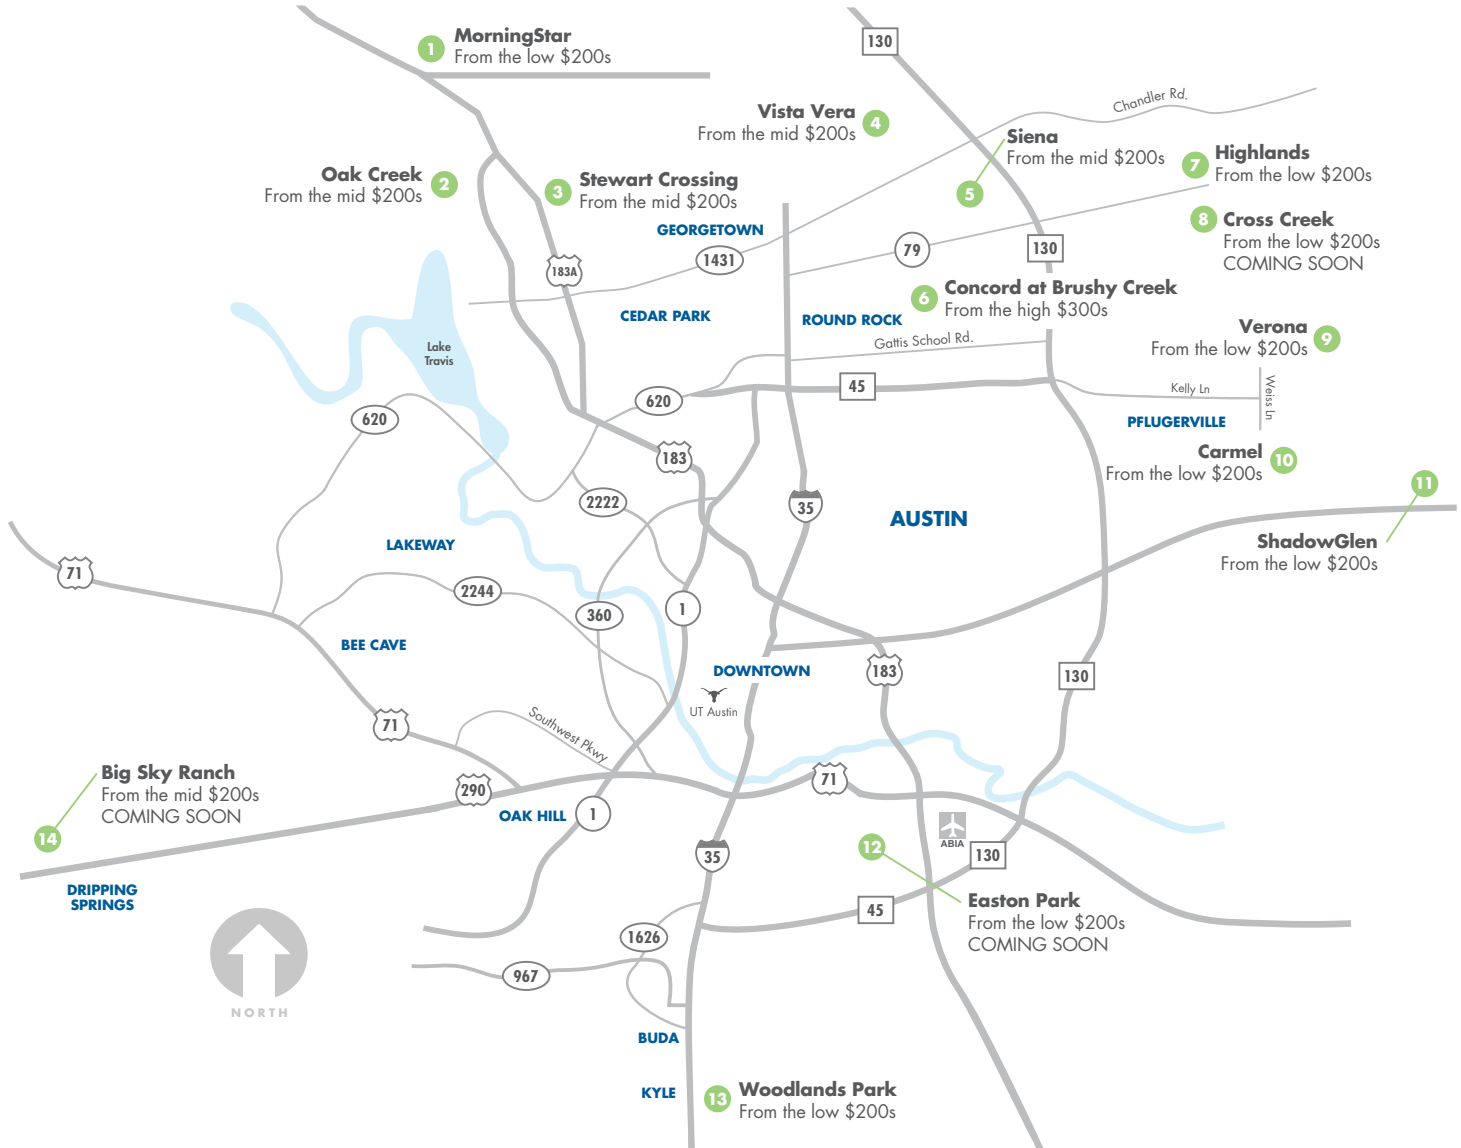 130
1
MorningStar
From the low $200s
Chandler Rd.
Vista Vera
From the mid $200s
4
Siena
From the mid $200s
5
7
Highlands
From the low $200s
Oak Creek
From the mid $200s
2
3
Stewart Crossing
From the mid $200s
8
Cross Creek
From the low $200s
COMING SOON
GEORGETOWN
1431
79
130
183A
6
Concord at Brushy Creek
From the high $300s
CEDAR PARK
ROUND ROCK
Gattis School Rd.
Verona
From the low $200s
9
Lake
Travis
620
620
45
Kelly Ln
Weiss Ln
PFLUGERVILLE
183
Carmel
From the low $200s
10
11
2222
35
AUSTIN
LAKEWAY
ShadowGlen
From the low $200s
71
2244
360
1
BEE CAVE
DOWNTOWN
183
130
UT Austin
71
Southwest Pkwy
Big Sky Ranch
From the mid $200s
COMING SOON
14
290
71
OAK HILL
1
ABIA
12
35
130
DRIPPING
SPRINGS
Easton Park
From the low $200s
COMING SOON
45
1626
967
NORTH
BUDA
KYLE
13
Woodlands Park
From the low $200s